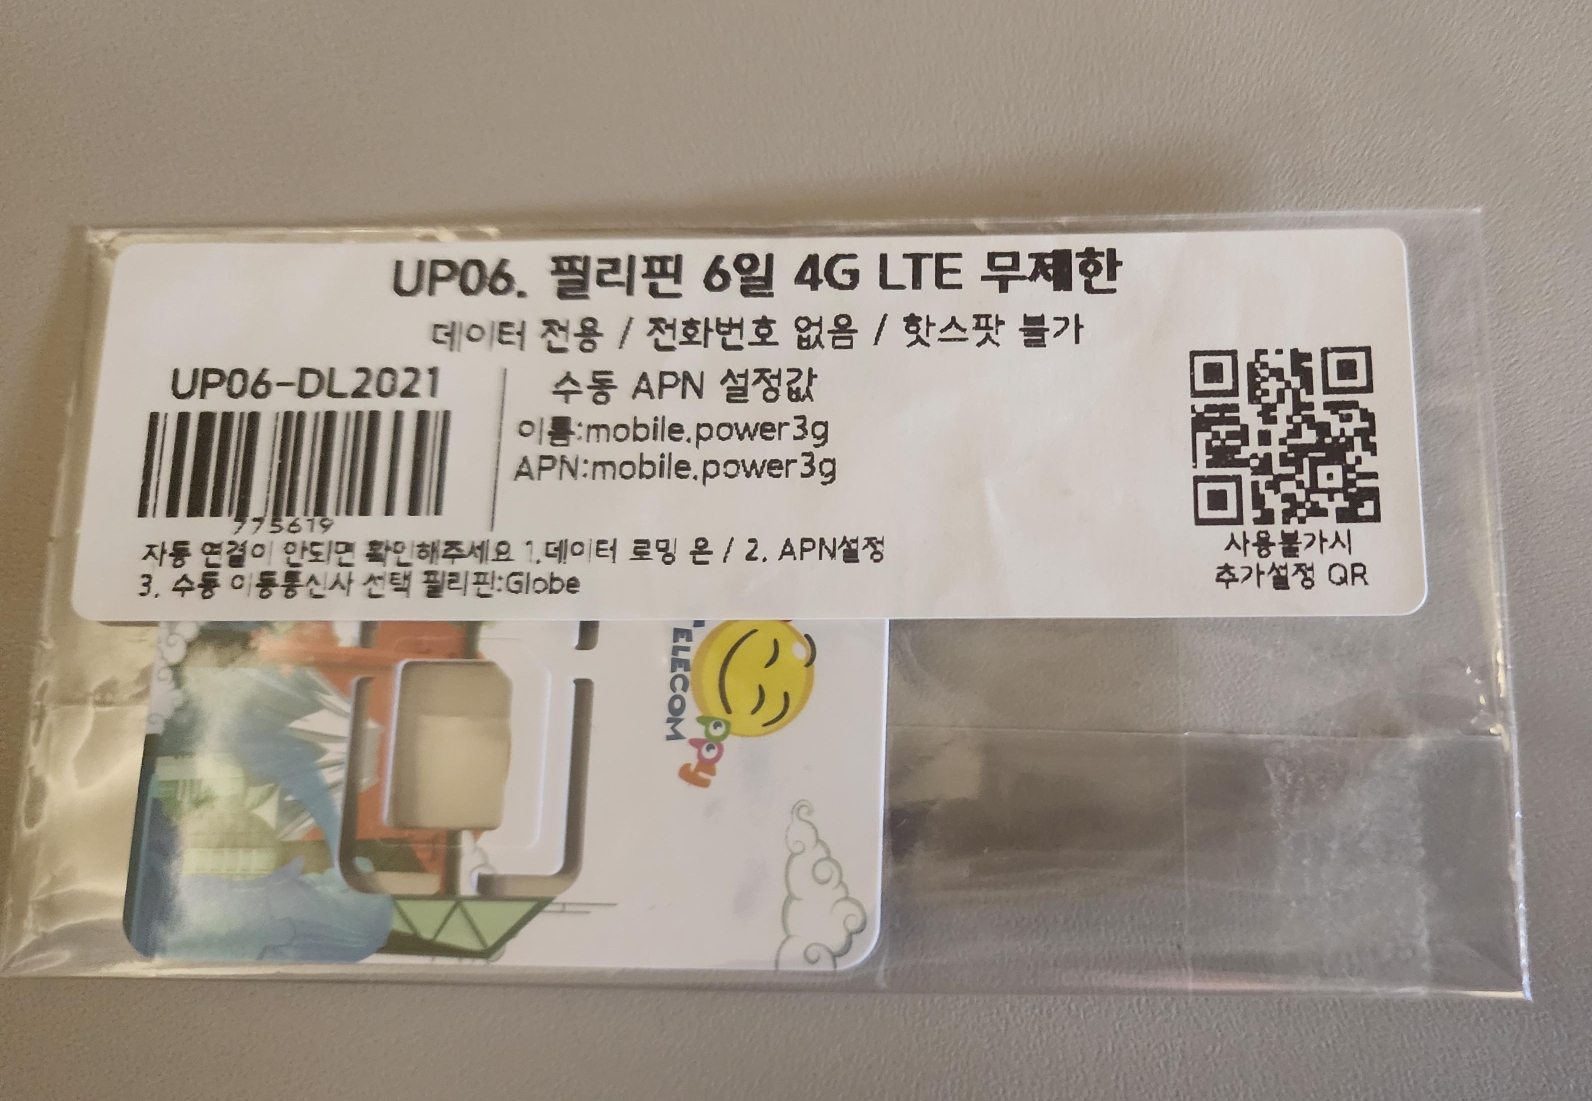 UP06. 필리핀 6일 4G LTE 무제한
데이터 전용 / 전화번호 없음 / 핫스팟 불가
UP06-DL2021
775619
수동 APN 설정값
이름:mobile.power3g
APN:mobile.power3g
자동 연결이 안되면 확인해주세요 1.데이터 로밍 온 / 2. APN설정
3. 수동 이동통신사 선택 필리핀:Globe
사용불가시
추가설정 QR
TELECOM